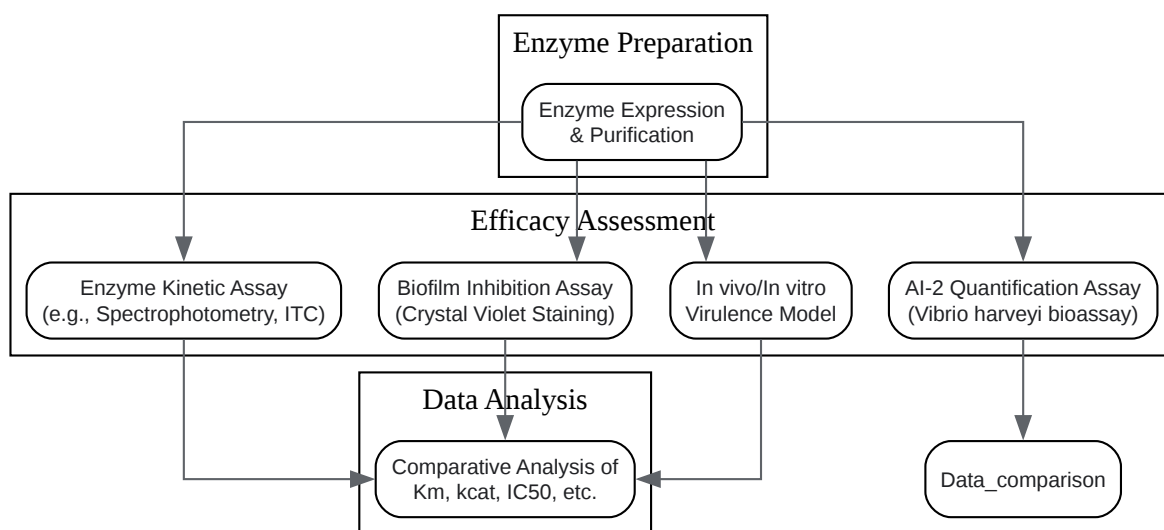 Enzyme Preparation
Enzyme Expression
& Purification
Efficacy Assessment
Enzyme Kinetic Assay
(e.g., Spectrophotometry, ITC)
Biofilm Inhibition Assay
(Crystal Violet Staining)
In vivo/In vitro
Virulence Model
AI-2 Quantification Assay
(Vibrio harveyi bioassay)
Data Analysis
Comparative Analysis of
Km, kcat, IC50, etc.
Data_comparison